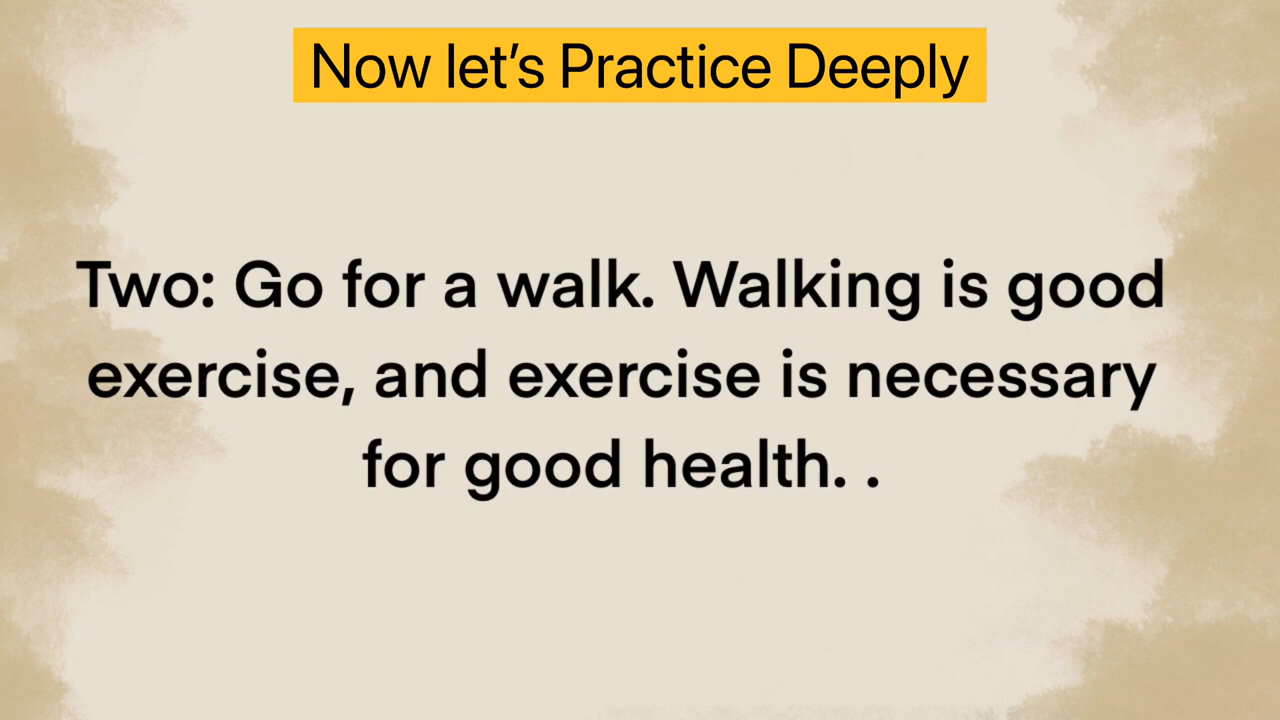 Now let’s Practice Deeply
Two: Go for a walk. Walking is good
exercise, and exercise is necessary
for good health. .